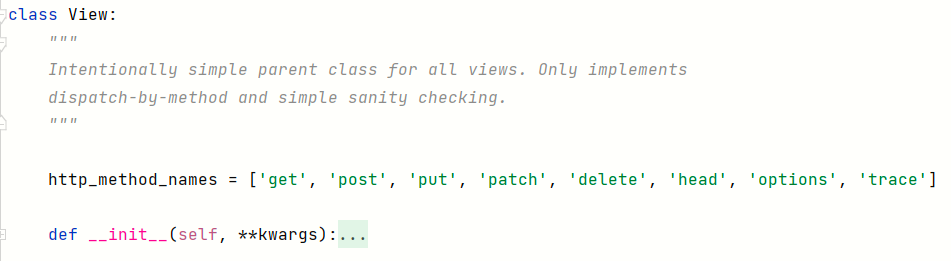 class View:
    """
    Intentionally simple parent class for all views. Only implements
    dispatch-by-method and simple sanity checking.
    """
    http_method_names = ['get', 'post', 'put', 'patch', 'delete', 'head', 'options', 'trace']
    def __init__(self, **kwargs):...